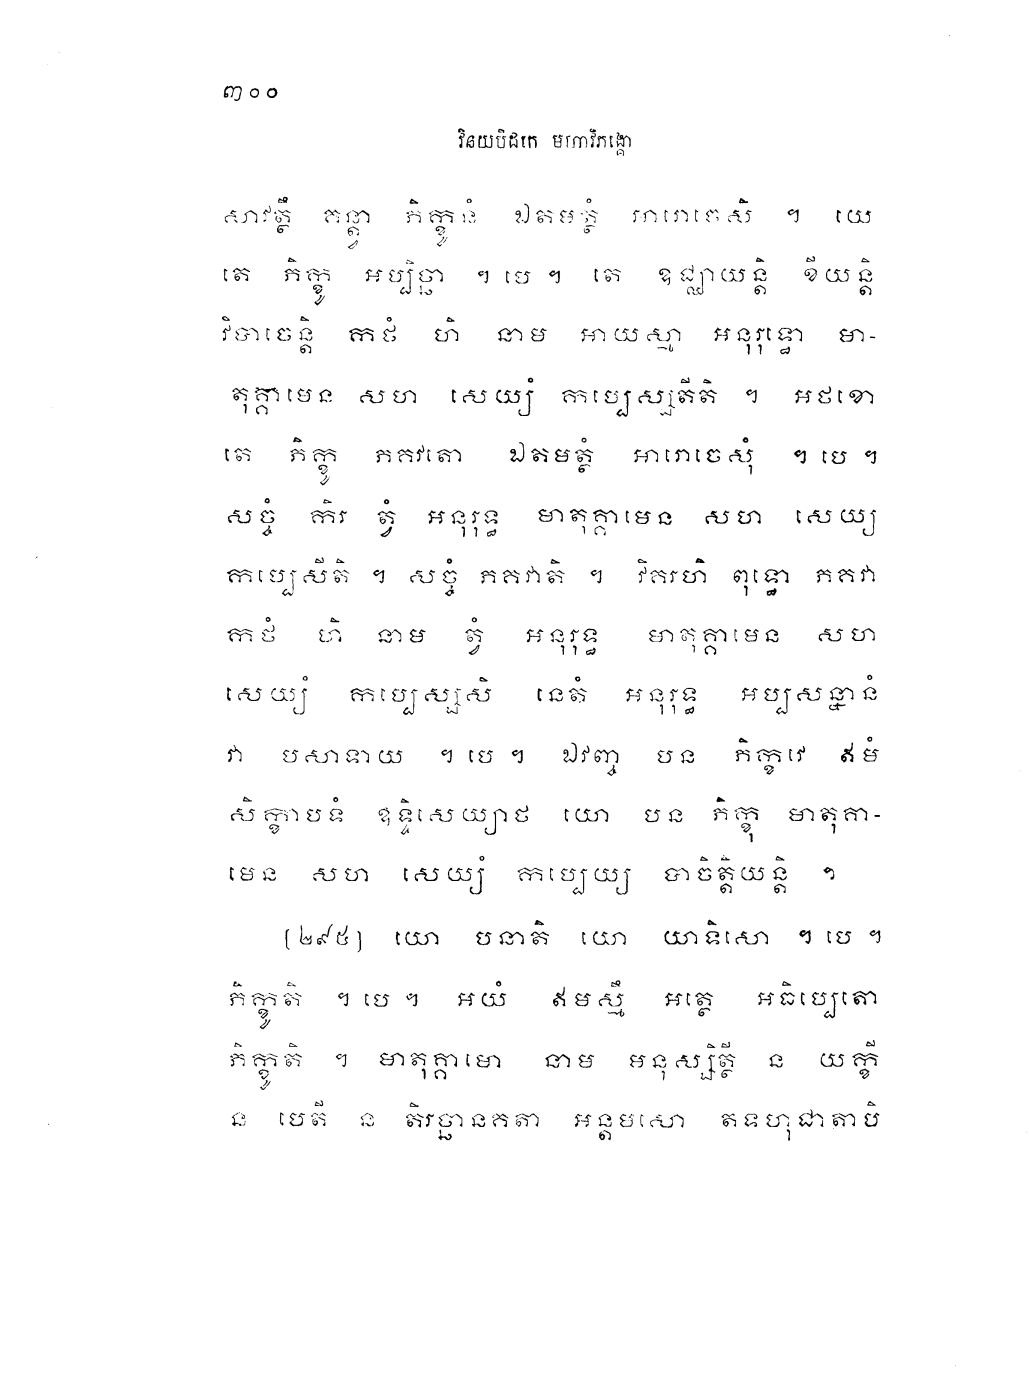 ៣០០
វិនយបិដកេ មហាវិភង្គោ
សាវត្ថឹ គន្ត្វា ភិក្ខូនំ ឯតមត្ថំ អារោចេសិ ។ យេ
តេ ភិក្ខូ អប្បិច្ឆា ។ បេ ។ តេ ឧជ្ឈាយន្តិ ខីយន្តិ
វិបាចេន្តិ កថំ ហិ នាម អាយស្មា អនុរុទ្ធោ មា-
តុគ្គាមេន សហ សេយ្យំ កប្បេស្សតីតិ ។ អថខោ
តេ ភិក្ខូ ភគវតោ ឯតមត្ថំ អារោចេសុំ ។ បេ ។
សច្ចំ កិរ ត្វំ អនុរុទ្ធ មាតុគ្គាមេន សហ សេយ្យ
កប្បេសីតិ ។ សច្ចំ ភគវាតិ ។ វិគរហិ ពុទ្ធោ ភគវា
កថំ ហិ នាម ត្វំ អនុរុទ្ធ មាតុគ្គាមេន សហ
សេយ្យំ កប្បេស្សសិ នេតំ អនុរុទ្ធ អប្បសន្នានំ
វា បសាទាយ ។ បេ ។ ឯវញ្ច បន ភិក្ខវេ ឥមំ
សិក្ខាបទំ ឧទ្ទិសេយ្យាថ យោ បន ភិក្ខុ មាតុគា-
មេន សហ សេយ្យំ កប្បេយ្យ បាចិត្តិយន្តិ ។
(២៩៥) យោ បនាតិ យោ យាទិសោ ។ បេ ។
ភិក្ខូតិ ។ បេ ។ អយំ ឥមស្មឹ អត្ថេ អធិប្បេតោ
ភិក្ខូតិ ។ មាតុគ្គាមោ នាម មនុស្សិត្ថី ន យក្ខី
ន បេតី ន តិរច្ឆានគតា អន្តមសោ តទហុជាតាបិ